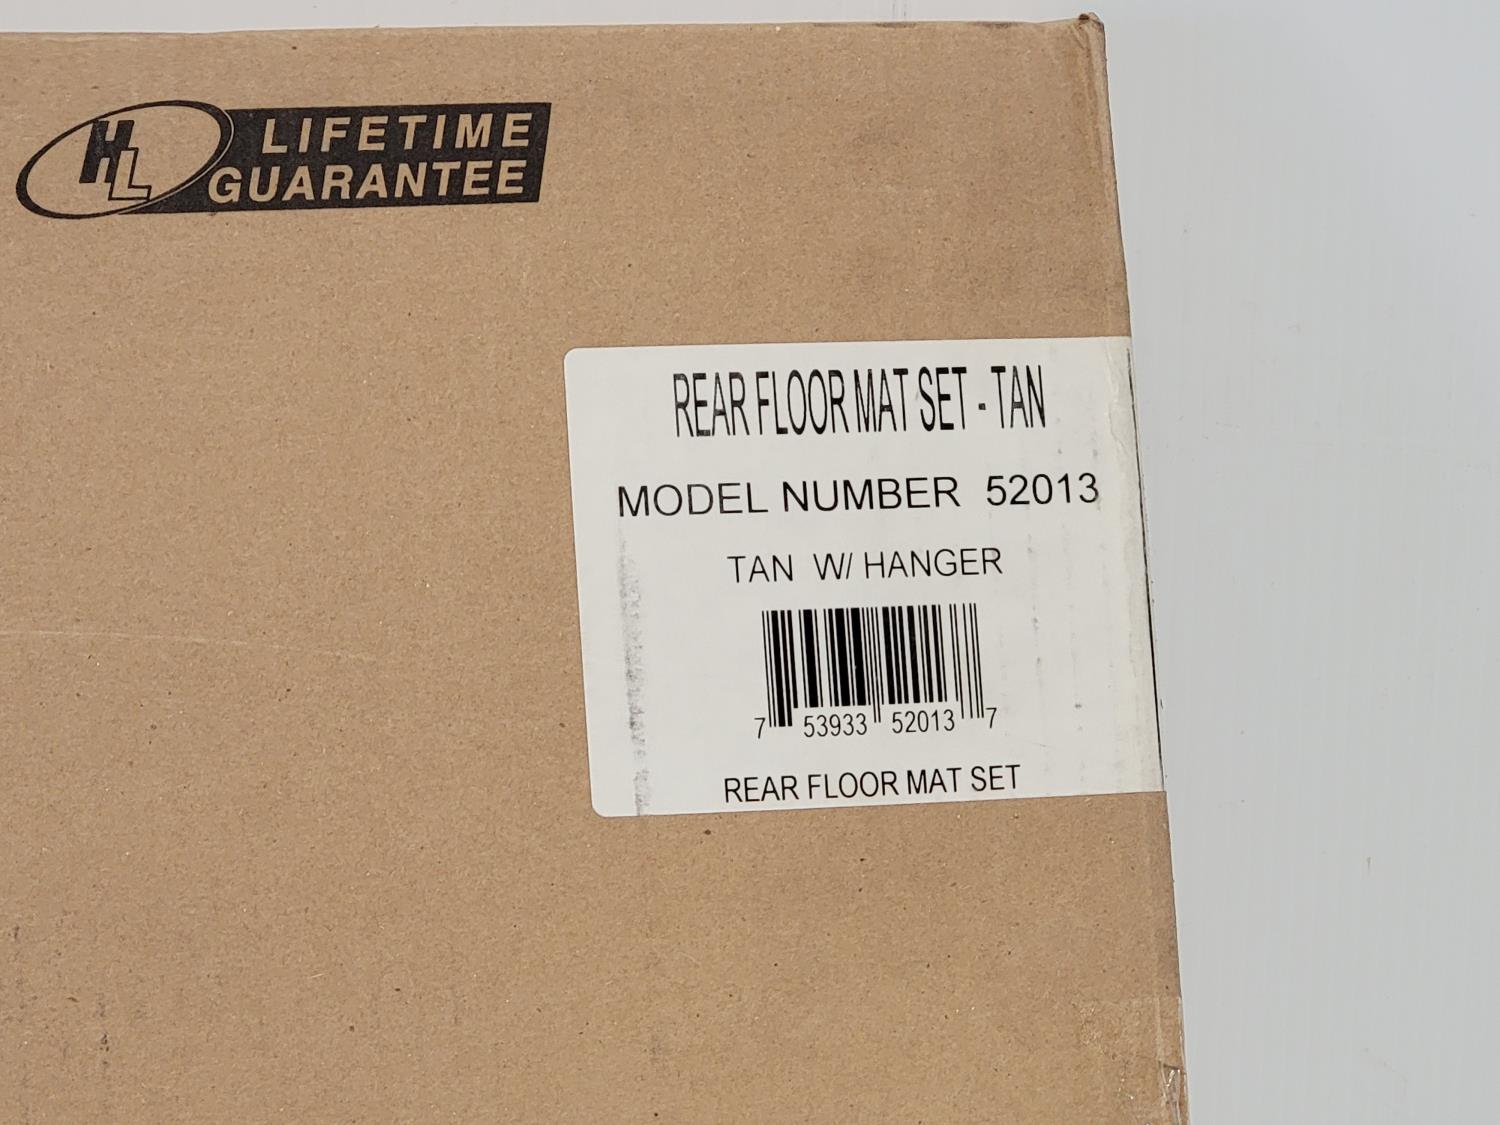 HL LIFETIME
GUARANTEE
REAR FLOOR MAT SET - TAN
MODEL NUMBER 52013
TAN W/ HANGER
7 53933 52013 7
REAR FLOOR MAT SET